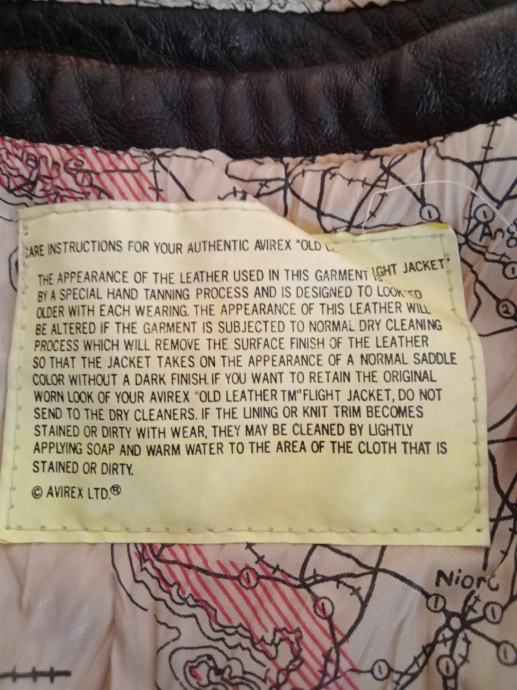 CARE INSTRUCTIONS FOR YOUR AUTHENTIC AVIREX "OLD L
GHT JACKET"
THE APPEARANCE OF THE LEATHER USED IN THIS GARMENT
BY A SPECIAL HAND TANNING PROCESS AND IS DESIGNED TO LOOK
OLDER WITH EACH WEARING. THE APPEARANCE OF THIS LEATHER WILL
BE ALTERED IF THE GARMENT IS SUBJECTED TO NORMAL DRY CLEANING
PROCESS WHICH WILL REMOVE THE SURFACE FINISH OF THE LEATHER
SO THAT THE JACKET TAKES ON THE APPEARANCE OF A NORMAL SADDLE
COLOR WITHOUT A DARK FINISH. IF YOU WANT TO RETAIN THE ORIGINAL
WORN LOOK OF YOUR AVIREX "OLD LEATHER TM" FLIGHT JACKET, DO NOT
SEND TO THE DRY CLEANERS. IF THE LINING OR KNIT TRIM BECOMES
STAINED OR DIRTY WITH WEAR, THEY MAY BE CLEANED BY LIGHTLY
APPLYING SOAP AND WARM WATER TO THE AREA OF THE CLOTH THAT IS
STAINED OR DIRTY.
© AVIREX LTD.®
Niort